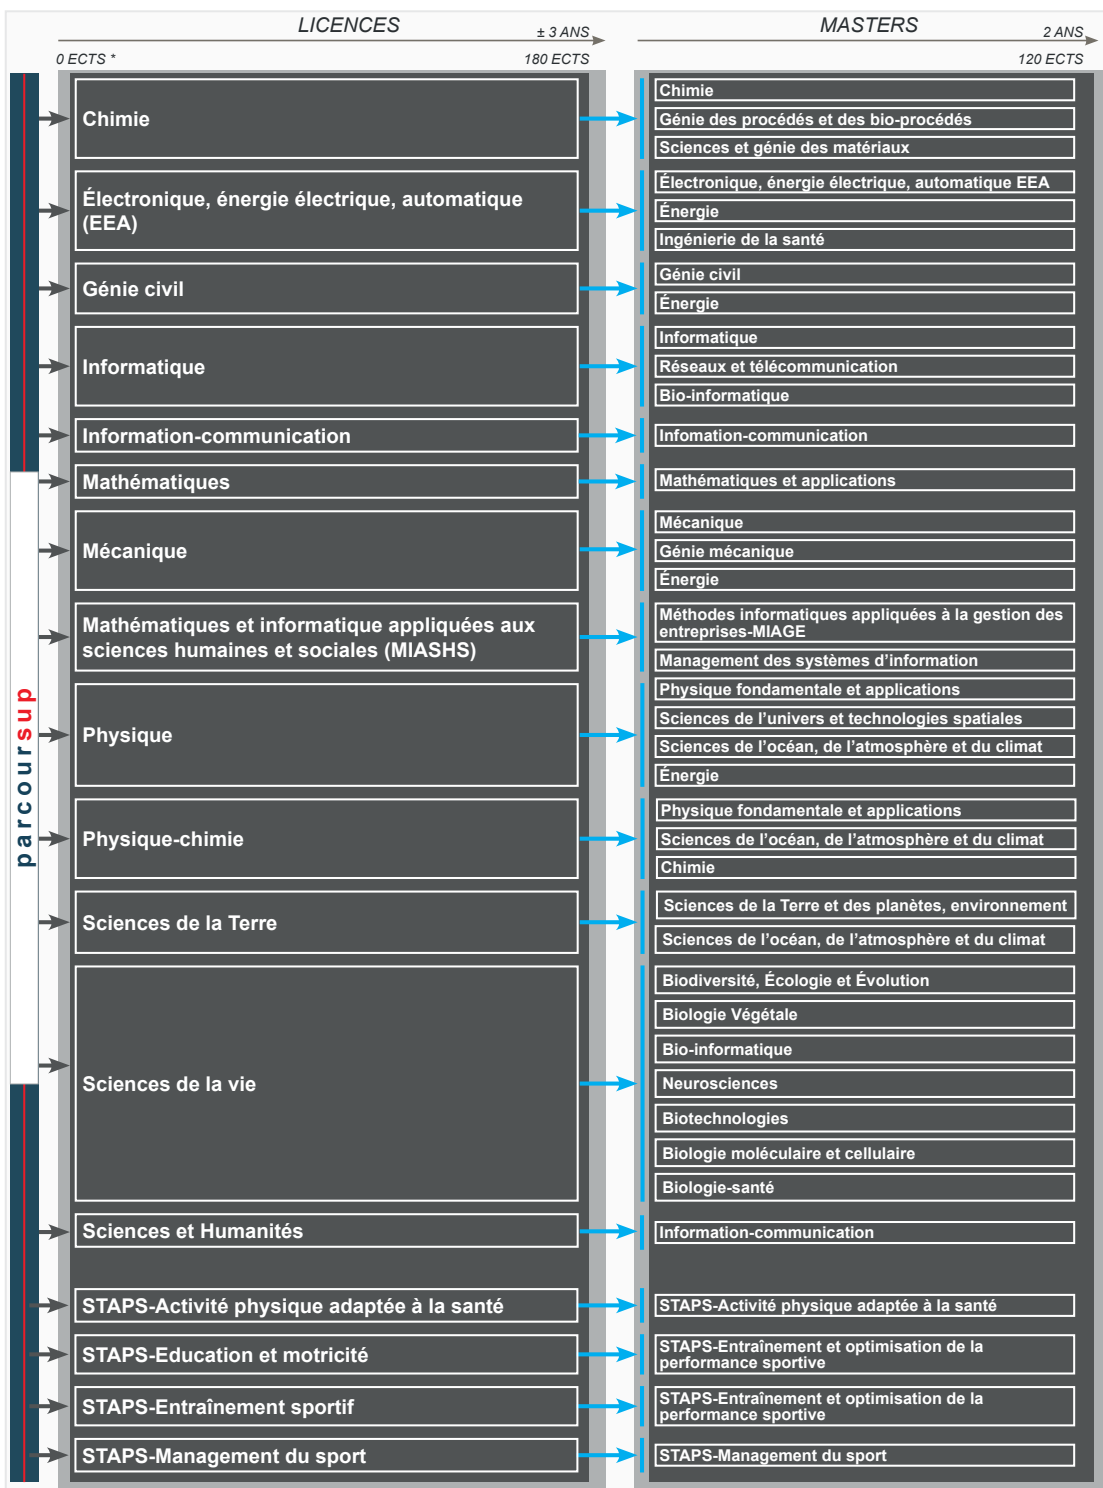 LICENCES
± 3 ANS
MASTERS
2 ANS
0 ECTS *
180 ECTS
120 ECTS
parcoursup
Chimie
Chimie
Génie des procédés et des bio-procédés
Sciences et génie des matériaux
Électronique, énergie électrique, automatique
(EEA)
Électronique, énergie électrique, automatique EEA
Énergie
Ingénierie de la santé
Génie civil
Génie civil
Énergie
Informatique
Informatique
Réseaux et télécommunication
Bio-informatique
Information-communication
Infomation-communication
Mathématiques
Mathématiques et applications
Mécanique
Mécanique
Génie mécanique
Énergie
Mathématiques et informatique appliquées aux
sciences humaines et sociales (MIASHS)
Méthodes informatiques appliquées à la gestion des
entreprises-MIAGE
Management des systèmes d’information
Physique
Physique fondamentale et applications
Sciences de l’univers et technologies spatiales
Sciences de l’océan, de l’atmosphère et du climat
Énergie
Physique-chimie
Physique fondamentale et applications
Sciences de l’océan, de l’atmosphère et du climat
Chimie
Sciences de la Terre
Sciences de la Terre et des planètes, environnement
Sciences de l’océan, de l’atmosphère et du climat
Sciences de la vie
Biodiversité, Écologie et Évolution
Biologie Végétale
Bio-informatique
Neurosciences
Biotechnologies
Biologie moléculaire et cellulaire
Biologie-santé
Sciences et Humanités
Information-communication
STAPS-Activité physique adaptée à la santé
STAPS-Activité physique adaptée à la santé
STAPS-Education et motricité
STAPS-Entraînement et optimisation de la
performance sportive
STAPS-Entraînement sportif
STAPS-Entraînement et optimisation de la
performance sportive
STAPS-Management du sport
STAPS-Management du sport